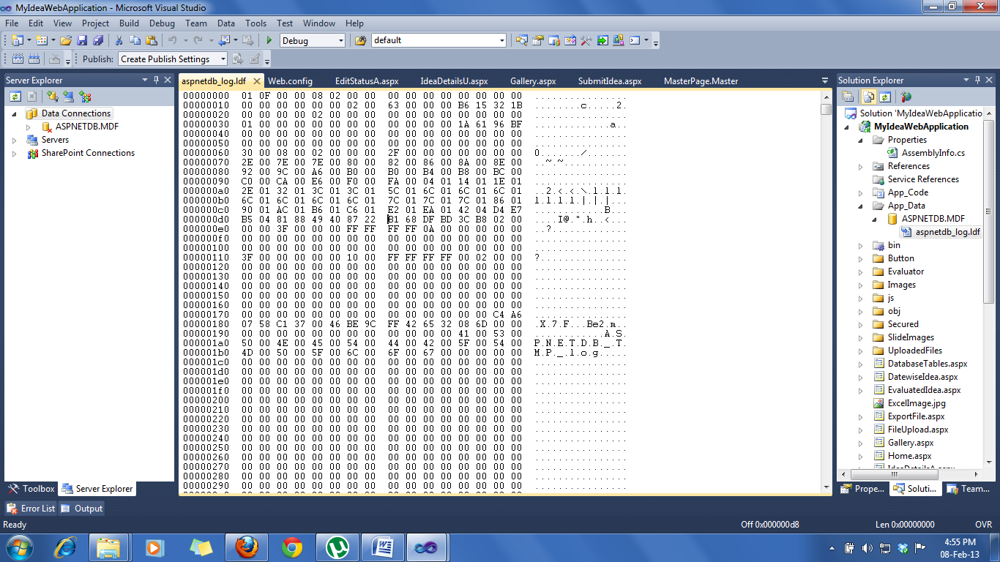 MyIdeaWebApplication - Microsoft Visual Studio
File Edit View Project Build Debug Team Data Tools Test Window Help
Debug default
Publish: Create Publish Settings
Server Explorer
Data Connections
ASPNETDB.MDF
Servers
SharePoint Connections
Toolbox Server Explorer
aspnetdb_log.ldf Web.config EditStatusA.aspx IdeaDetailsU.aspx Gallery.aspx SubmitIdea.aspx MasterPage.Master
00000000 01 0F 00 00 08 02 00 00 00 00 00 00 00 00 00 00 ................
00000010 00 00 00 00 00 00 02 00 63 00 00 00 B6 15 32 1B ........c.....2.
00000020 00 00 00 00 00 00 00 00 00 00 00 00 00 00 00 00 ................
00000030 01 00 00 00 00 00 00 00 00 00 00 00 1A 61 96 BF .............a..
00000040 00 00 00 00 00 00 00 00 00 00 00 00 00 00 00 00 ................
00000050 00 00 00 00 00 00 00 00 00 00 00 00 00 00 00 00 ................
00000060 30 00 08 00 02 00 00 00 2F 00 00 00 00 00 00 00 0......./.......
00000070 2E 00 7E 00 7E 00 80 00 82 00 86 00 8A 00 8E 00 ..~.~...........
00000080 92 00 9C 00 A6 00 B0 00 B0 00 B4 00 B8 00 BC 00 ................
00000090 C0 00 CA 00 E6 00 F0 00 FA 00 04 01 14 01 1E 01 ................
000000a0 2E 01 32 01 3C 01 3C 01 5C 01 6C 01 6C 01 6C 01 ..2.<.<.\.l.l.l.
000000b0 6C 01 6C 01 6C 01 6C 01 7C 01 7C 01 7C 01 86 01 l.l.l.l.|.|.|...
000000c0 90 01 AC 01 B6 01 C6 01 E2 01 EA 01 42 04 D4 E7 ............B...
000000d0 B5 04 81 88 49 40 87 22 B1 68 DF BD 3C B8 02 00 ....I@.".h..<...
000000e0 00 00 3F 00 00 00 FF FF FF FF 0A 00 00 00 00 00 ..?.............
000000f0 00 00 00 00 00 00 00 00 00 00 00 00 00 00 00 00 ................
00000100 00 00 00 00 00 00 00 00 00 00 00 00 00 00 00 00 ................
00000110 3F 00 00 00 00 00 10 00 FF FF FF FF 00 02 00 00 ?...............
00000120 00 00 00 00 00 00 00 00 00 00 00 00 00 00 00 00 ................
00000130 00 00 00 00 00 00 00 00 00 00 00 00 00 00 00 00 ................
00000140 00 00 00 00 00 00 00 00 00 00 00 00 00 00 00 00 ................
00000150 00 00 00 00 00 00 00 00 00 00 00 00 00 00 00 00 ................
00000160 00 00 00 00 00 00 00 00 00 00 00 00 00 00 00 00 ................
00000170 00 00 00 00 00 00 00 00 00 00 00 00 00 00 C4 A6 ................
00000180 07 58 C1 37 00 46 BE 9C FF 42 65 32 08 6D 00 00 .X.7.F...Be2.m..
00000190 00 00 00 00 00 00 00 00 00 00 00 00 41 00 53 00 ............A.S.
000001a0 50 00 4E 00 45 00 54 00 44 00 42 00 5F 00 54 00 P.N.E.T.D.B._.T.
000001b0 4D 00 50 00 5F 00 6C 00 6F 00 67 00 00 00 00 00 M.P._.l.o.g.....
000001c0 00 00 00 00 00 00 00 00 00 00 00 00 00 00 00 00 ................
000001d0 00 00 00 00 00 00 00 00 00 00 00 00 00 00 00 00 ................
000001e0 00 00 00 00 00 00 00 00 00 00 00 00 00 00 00 00 ................
000001f0 00 00 00 00 00 00 00 00 00 00 00 00 00 00 00 00 ................
00000200 00 00 00 00 00 00 00 00 00 00 00 00 00 00 00 00 ................
00000210 00 00 00 00 00 00 00 00 00 00 00 00 00 00 00 00 ................
00000220 00 00 00 00 00 00 00 00 00 00 00 00 00 00 00 00 ................
00000230 00 00 00 00 00 00 00 00 00 00 00 00 00 00 00 00 ................
00000240 00 00 00 00 00 00 00 00 00 00 00 00 00 00 00 00 ................
00000250 00 00 00 00 00 00 00 00 00 00 00 00 00 00 00 00 ................
00000260 00 00 00 00 00 00 00 00 00 00 00 00 00 00 00 00 ................
00000270 00 00 00 00 00 00 00 00 00 00 00 00 00 00 00 00 ................
00000280 00 00 00 00 00 00 00 00 00 00 00 00 00 00 00 00 ................
00000290 00 00 00 00 00 00 00 00 00 00 00 00 00 00 00 00 ................
Solution Explorer
Solution 'MyIdeaWebApplicatio
MyIdeaWebApplication
Properties
AssemblyInfo.cs
References
Service References
App_Code
App_Data
ASPNETDB.MDF
aspnetdb_log.ldf
bin
Button
Evaluator
Images
js
obj
Secured
SlideImages
UploadedFiles
DatabaseTables.aspx
DatewiseIdea.aspx
EvaluatedIdea.aspx
ExcelImage.jpg
ExportFile.aspx
FileUpload.aspx
Gallery.aspx
Home.aspx
IdeaDetailsA.aspx
Prope... Soluti... Team...
Error List Output
Ready Off 0x000000d8 Len 0x00000000 OVR
4:55 PM
08-Feb-13